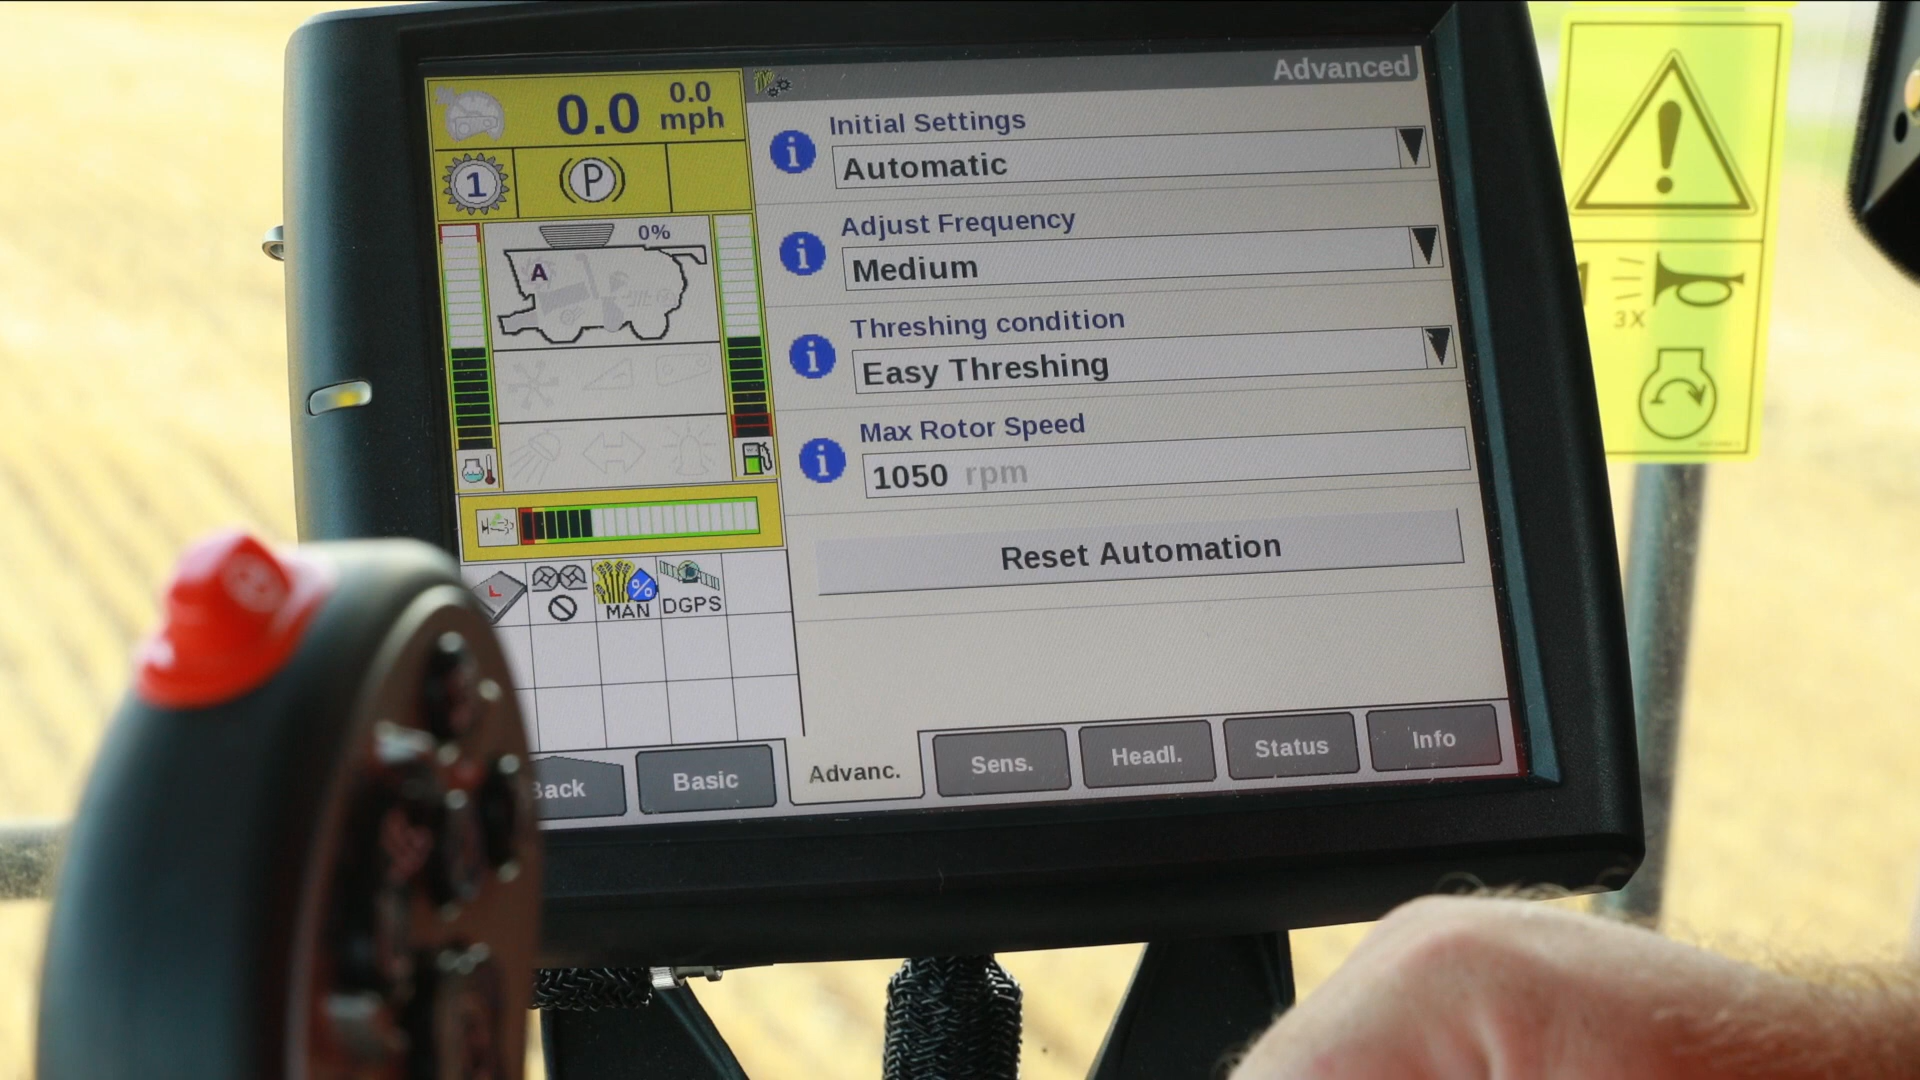 Advanced
0.0
0.0
mph
1
P
0%
A
Initial Settings
Automatic
Adjust Frequency
Medium
Threshing condition
Easy Threshing
Max Rotor Speed
1050 rpm
Reset Automation
L
%
MAN
DGPS
Back
Basic
Advanc.
Sens.
Headl.
Status
Info
3X